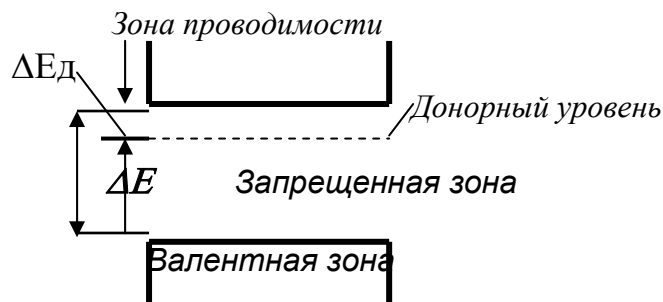 Зона проводимости
ΔEд
Донорный уровень
ΔE
Запрещенная зона
Валентная зона